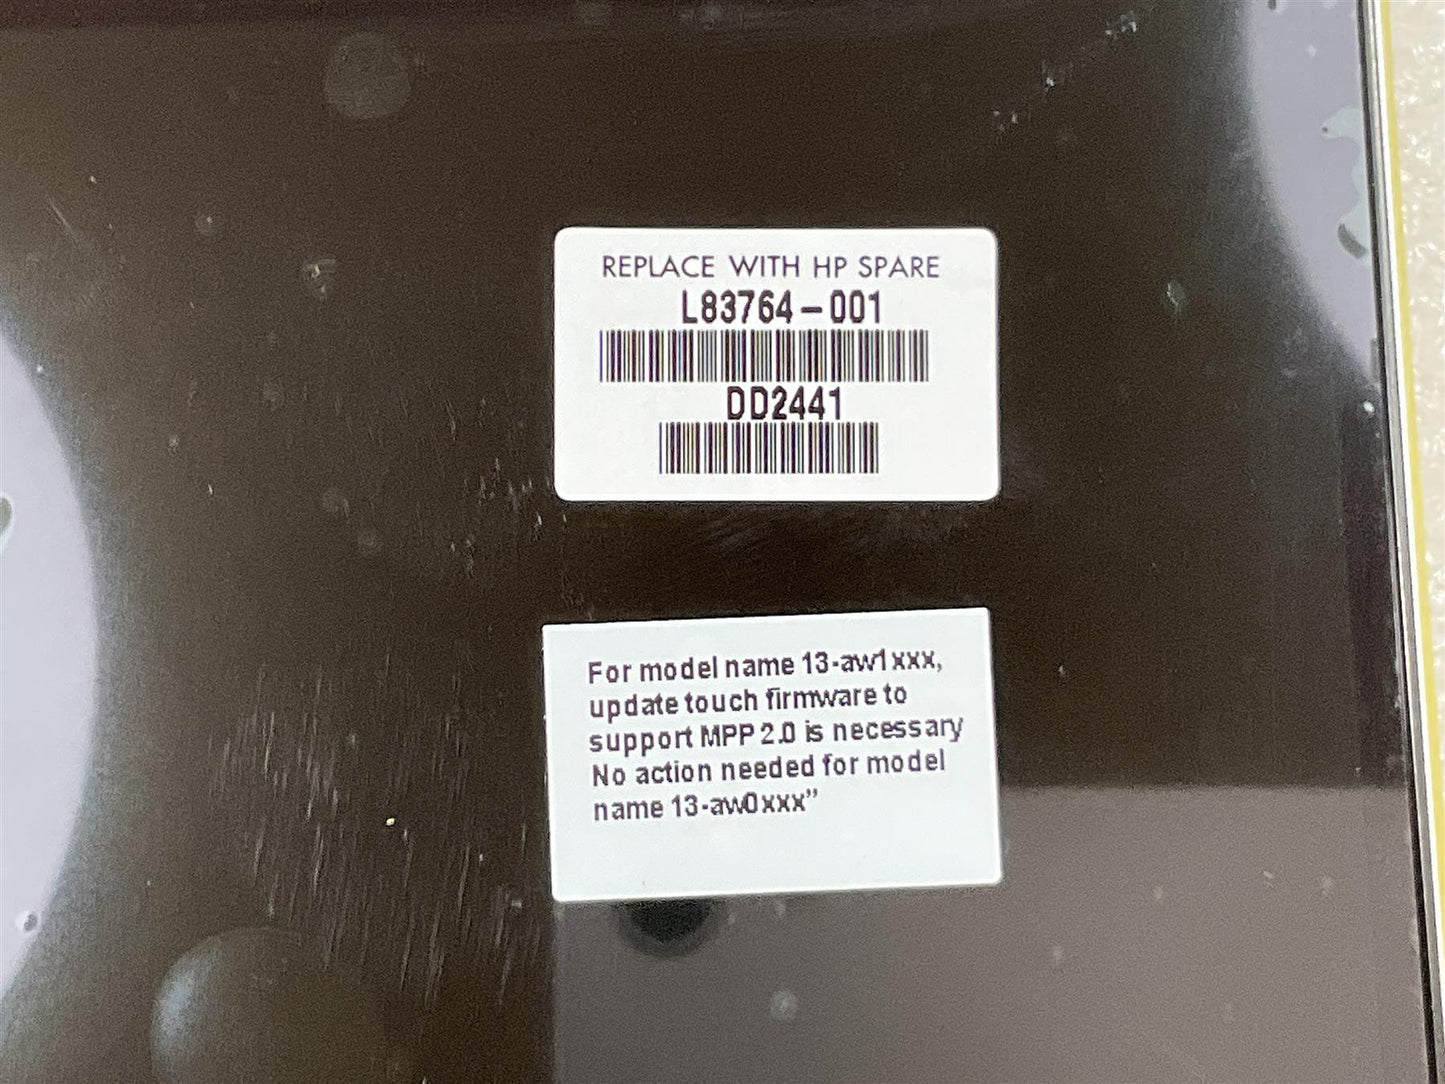 REPLACE WITH HP SPARE
L83764-001
DD2441
For model name 13-aw1xxx,
update touch firmware to
support MPP 2.0 is necessary
No action needed for model
name 13-aw0xxx”